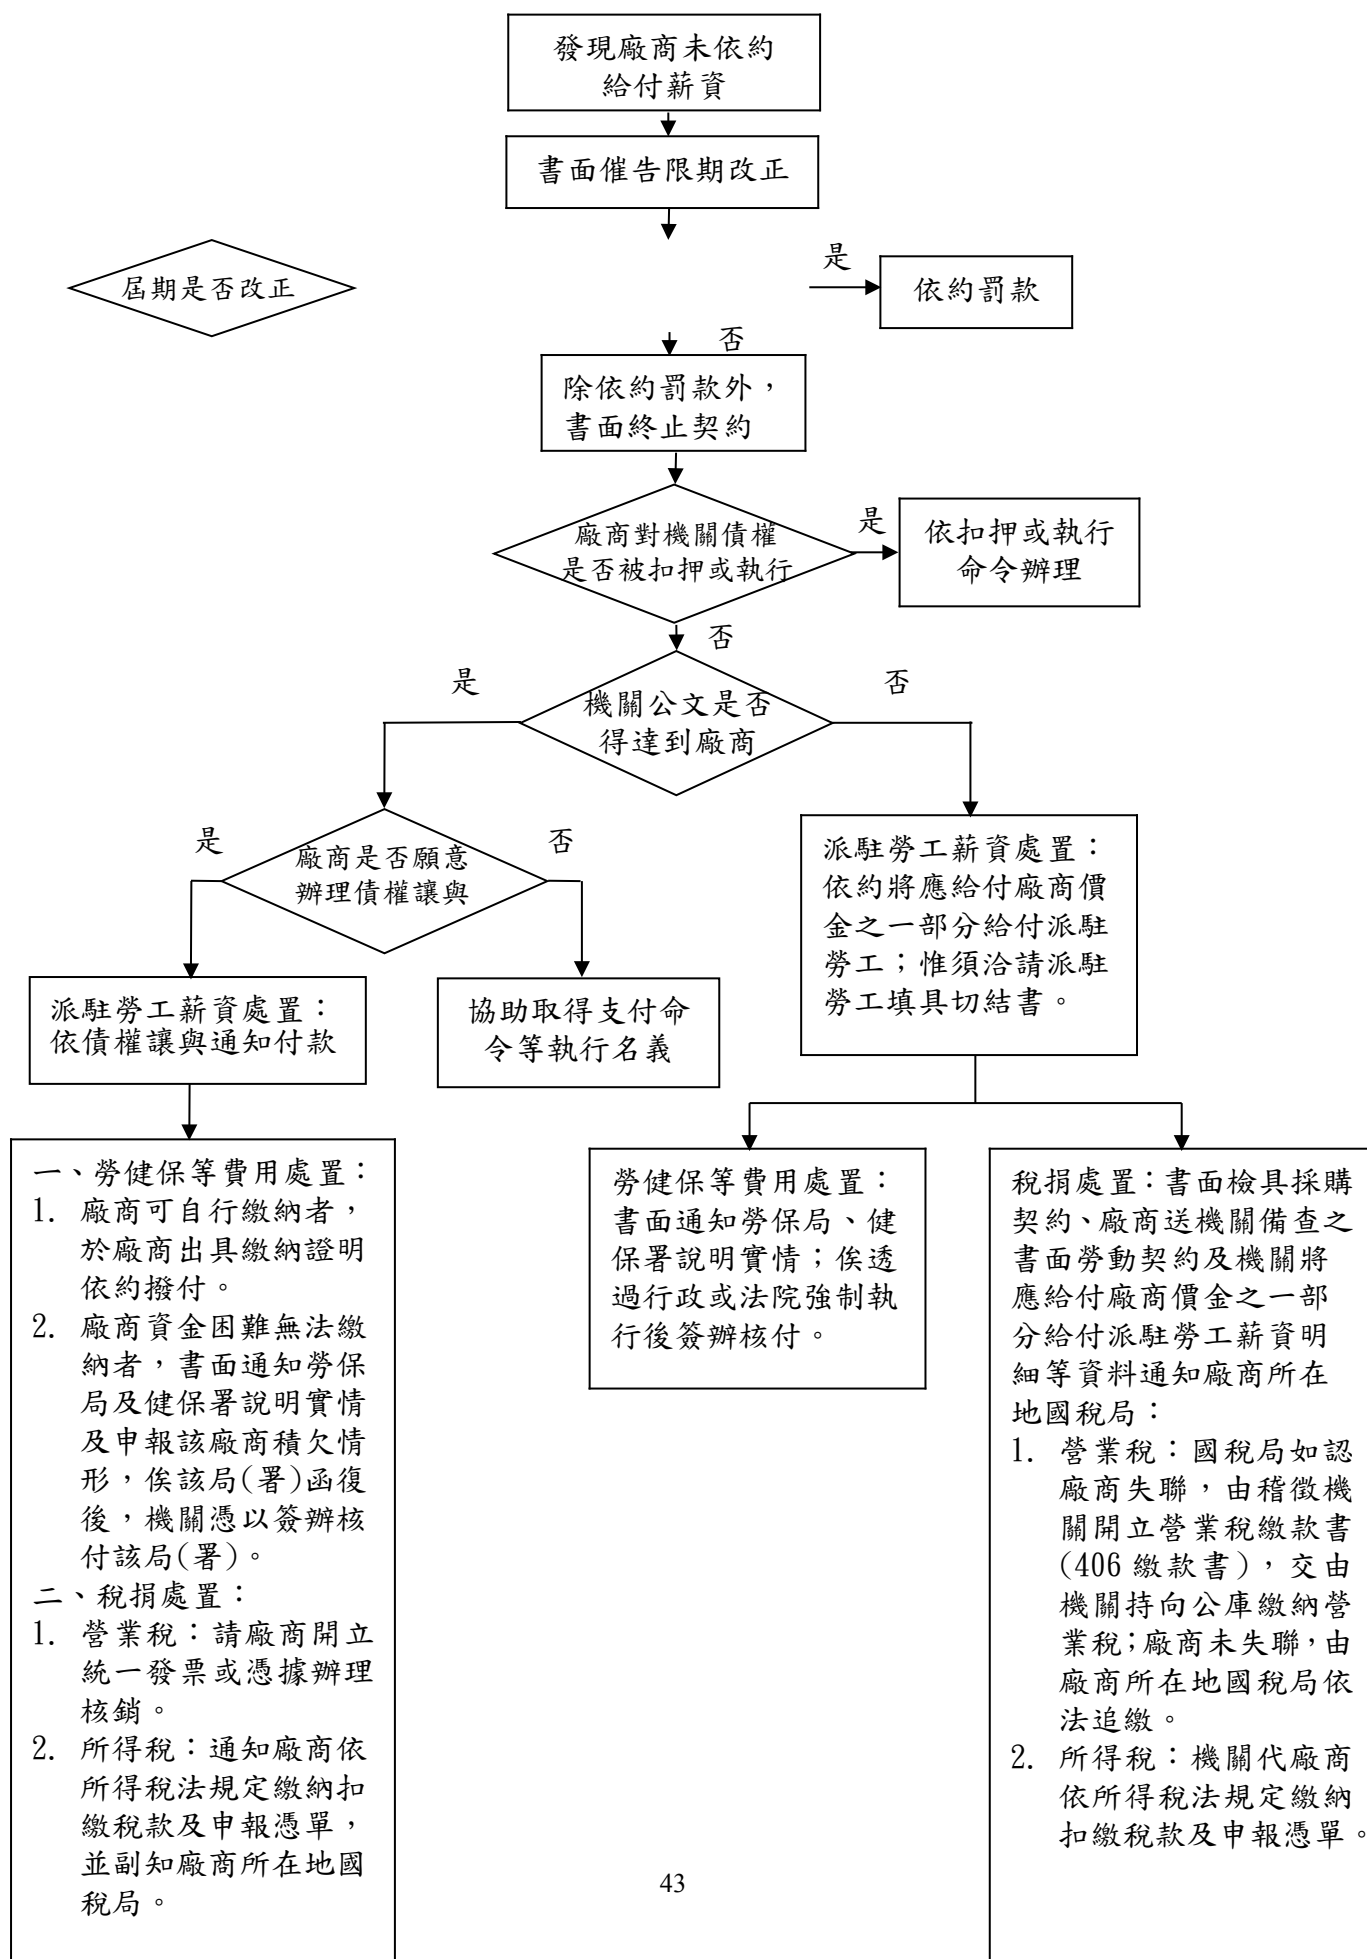 發現廠商未依約
給付薪資
書面催告限期改正
屆期是否改正
是
依約罰款
否
除依約罰款外，
書面終止契約
廠商對機關債權
是否被扣押或執行
是
依扣押或執行
命令辦理
否
機關公文是否
得達到廠商
是
否
廠商是否願意
辦理債權讓與
是
否
派駐勞工薪資處置：
依債權讓與通知付款
協助取得支付命
令等執行名義
派駐勞工薪資處置：
依約將應給付廠商價
金之一部分給付派駐
勞工；惟須洽請派駐
勞工填具切結書。
一、勞健保等費用處置：
1. 廠商可自行繳納者，
於廠商出具繳納證明
依約撥付。
2. 廠商資金困難無法繳
納者，書面通知勞保
局及健保署說明實情
及申報該廠商積欠情
形，俟該局(署)函復
後，機關憑以簽辦核
付該局(署)。
二、稅捐處置：
1. 營業稅：請廠商開立
統一發票或憑據辦理
核銷。
2. 所得稅：通知廠商依
所得稅法規定繳納扣
繳稅款及申報憑單，
並副知廠商所在地國
稅局。
勞健保等費用處置：
書面通知勞保局、健
保署說明實情；俟透
過行政或法院強制執
行後簽辦核付。
稅捐處置：書面檢具採購
契約、廠商送機關備查之
書面勞動契約及機關將
應給付廠商價金之一部
分給付派駐勞工薪資明
細等資料通知廠商所在
地國稅局：
1. 營業稅：國稅局如認
廠商失聯，由稽徵機
關開立營業稅繳款書
(406 繳款書)，交由
機關持向公庫繳納營
業稅；廠商未失聯，由
廠商所在地國稅局依
法追繳。
2. 所得稅：機關代廠商
依所得稅法規定繳納
扣繳稅款及申報憑單。
43